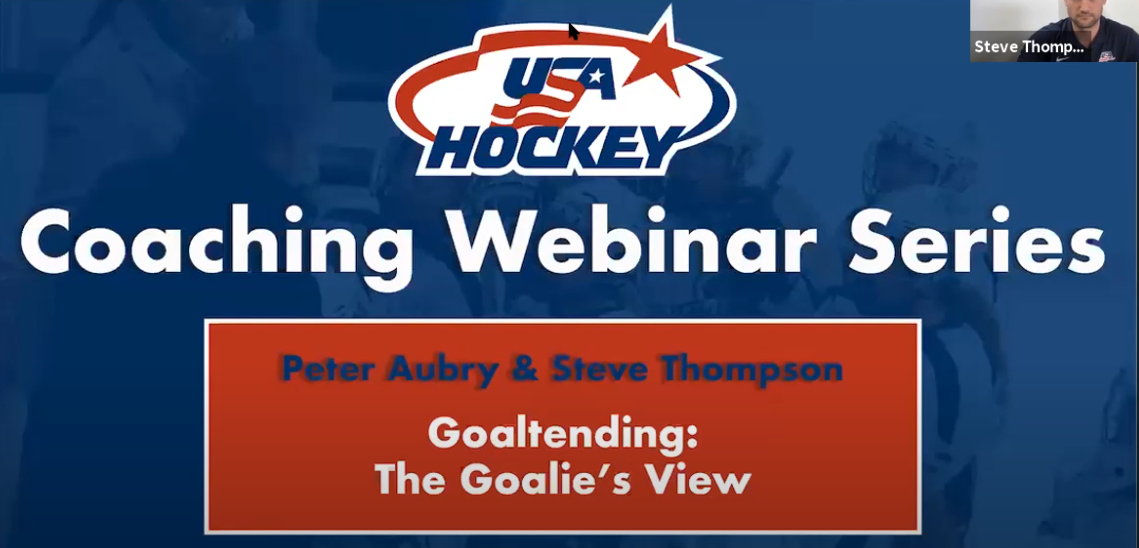 Steve Thomp...
USA
HOCKEY
Coaching Webinar Series
Peter Aubry & Steve Thompson
Goaltending:
The Goalie's View